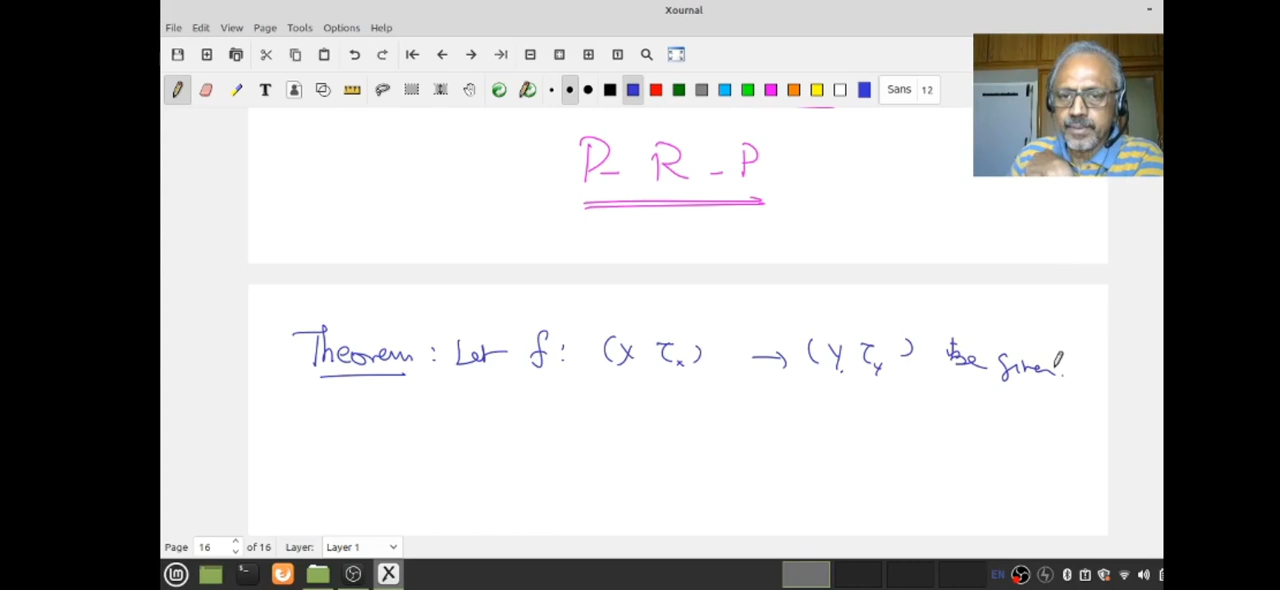 Xournal
File Edit View Page Tools Options Help
Sans 12
P - R - P
Theorem : Let f : (X τx) → (Y, τy) be given.
Page 16 of 16 Layer: Layer 1
EN